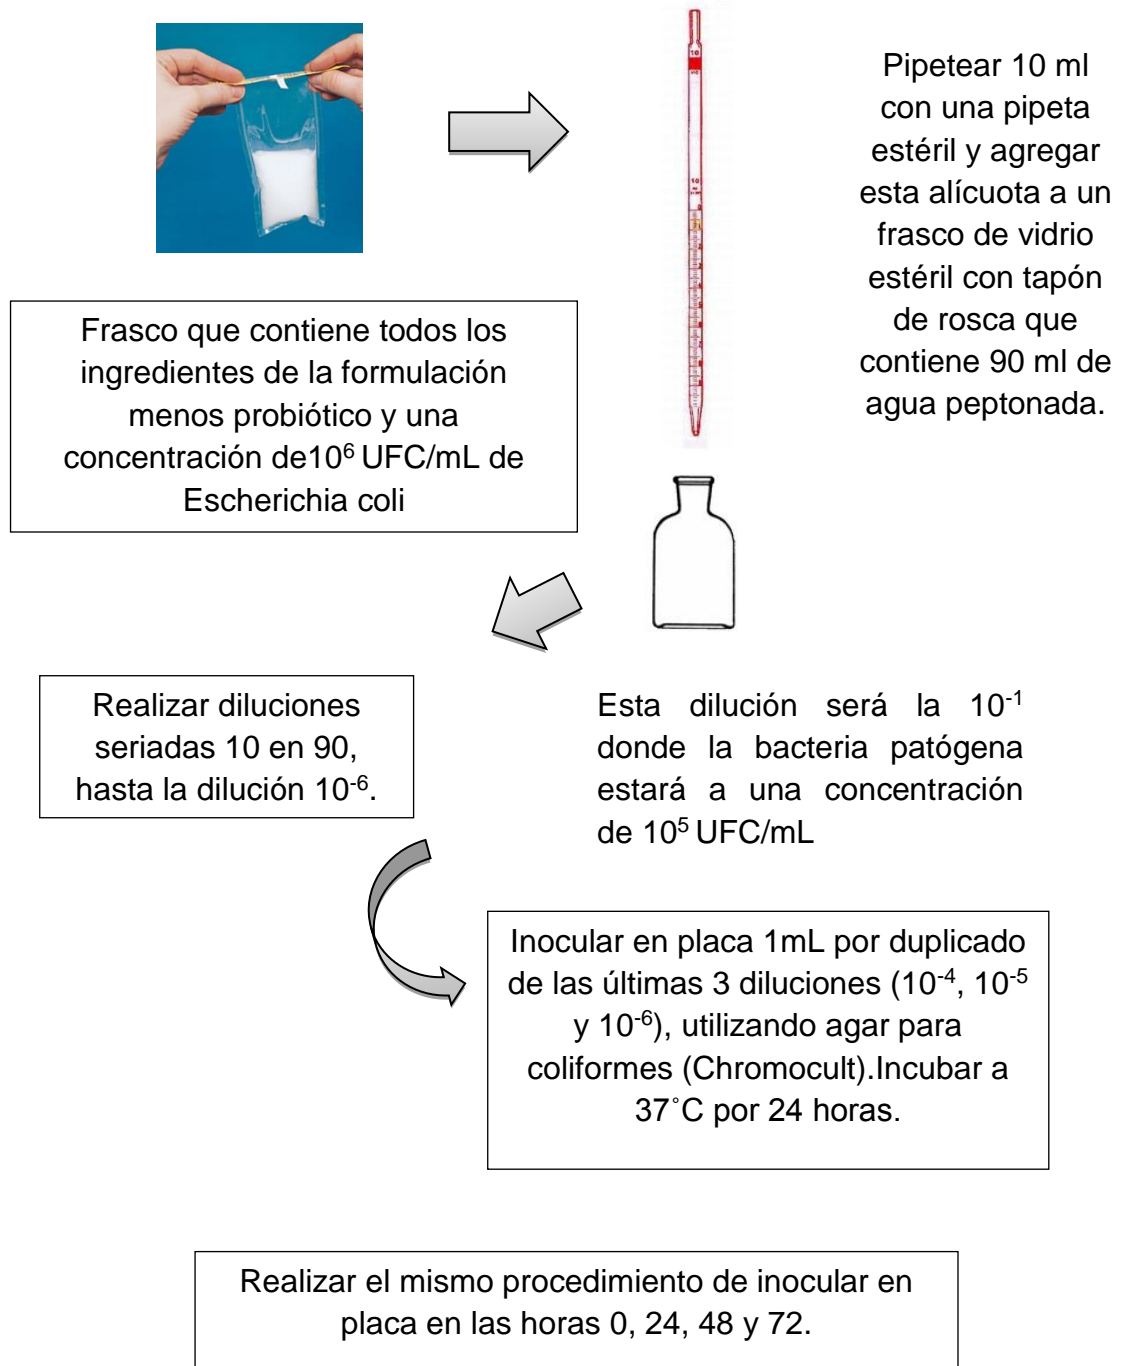 Pipetear 10 ml
con una pipeta
estéril y agregar
esta alícuota a un
frasco de vidrio
estéril con tapón
de rosca que
contiene 90 ml de
agua peptonada.
Frasco que contiene todos los
ingredientes de la formulación
menos probiótico y una
concentración de10⁶ UFC/mL de
Escherichia coli
Realizar diluciones
seriadas 10 en 90,
hasta la dilución 10⁻⁶.
Esta dilución será la 10⁻¹
donde la bacteria patógena
estará a una concentración
de 10⁵ UFC/mL
Inocular en placa 1mL por duplicado
de las últimas 3 diluciones (10⁻⁴, 10⁻⁵
y 10⁻⁶), utilizando agar para
coliformes (Chromocult).Incubar a
37˚C por 24 horas.
Realizar el mismo procedimiento de inocular en
placa en las horas 0, 24, 48 y 72.